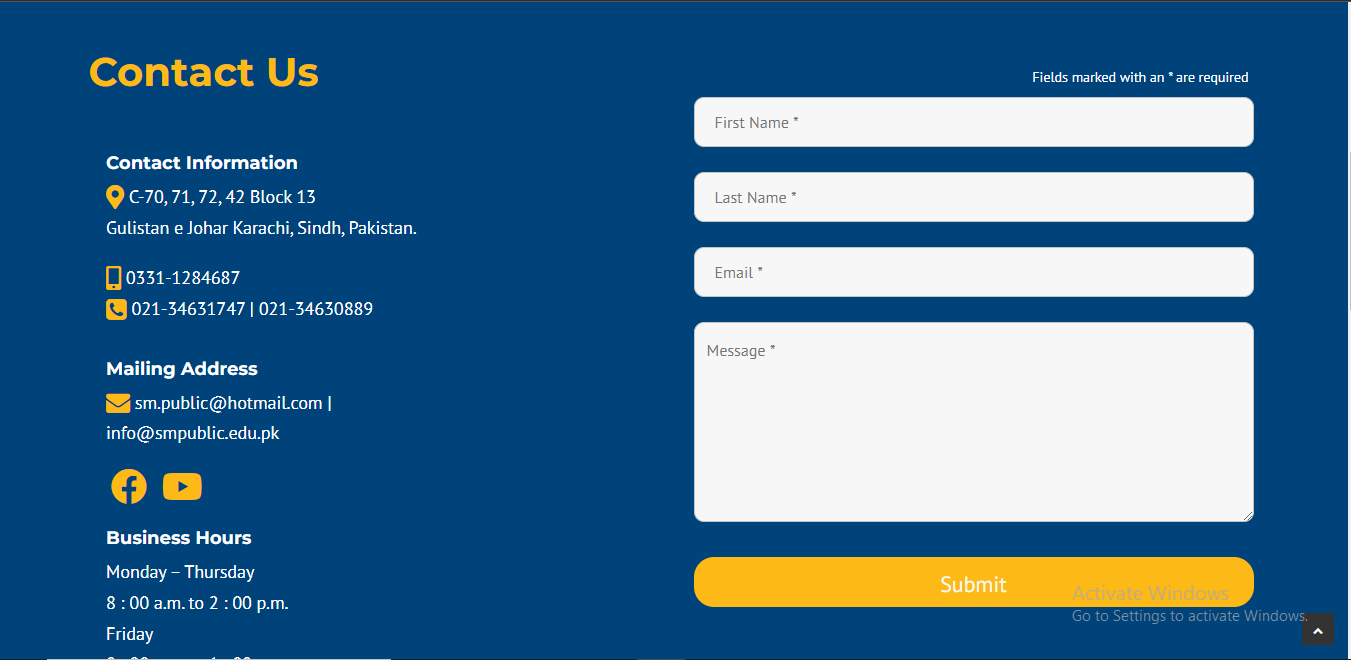 Contact Us
Contact Information
C-70, 71, 72, 42 Block 13
Gulistan e Johar Karachi, Sindh, Pakistan.
0331-1284687
021-34631747 | 021-34630889
Mailing Address
sm.public@hotmail.com |
info@smpublic.edu.pk
Business Hours
Monday – Thursday
8 : 00 a.m. to 2 : 00 p.m.
Friday
Fields marked with an * are required
First Name *
Last Name *
Email *
Message *
Submit
Activate Windows
Go to Settings to activate Windows.